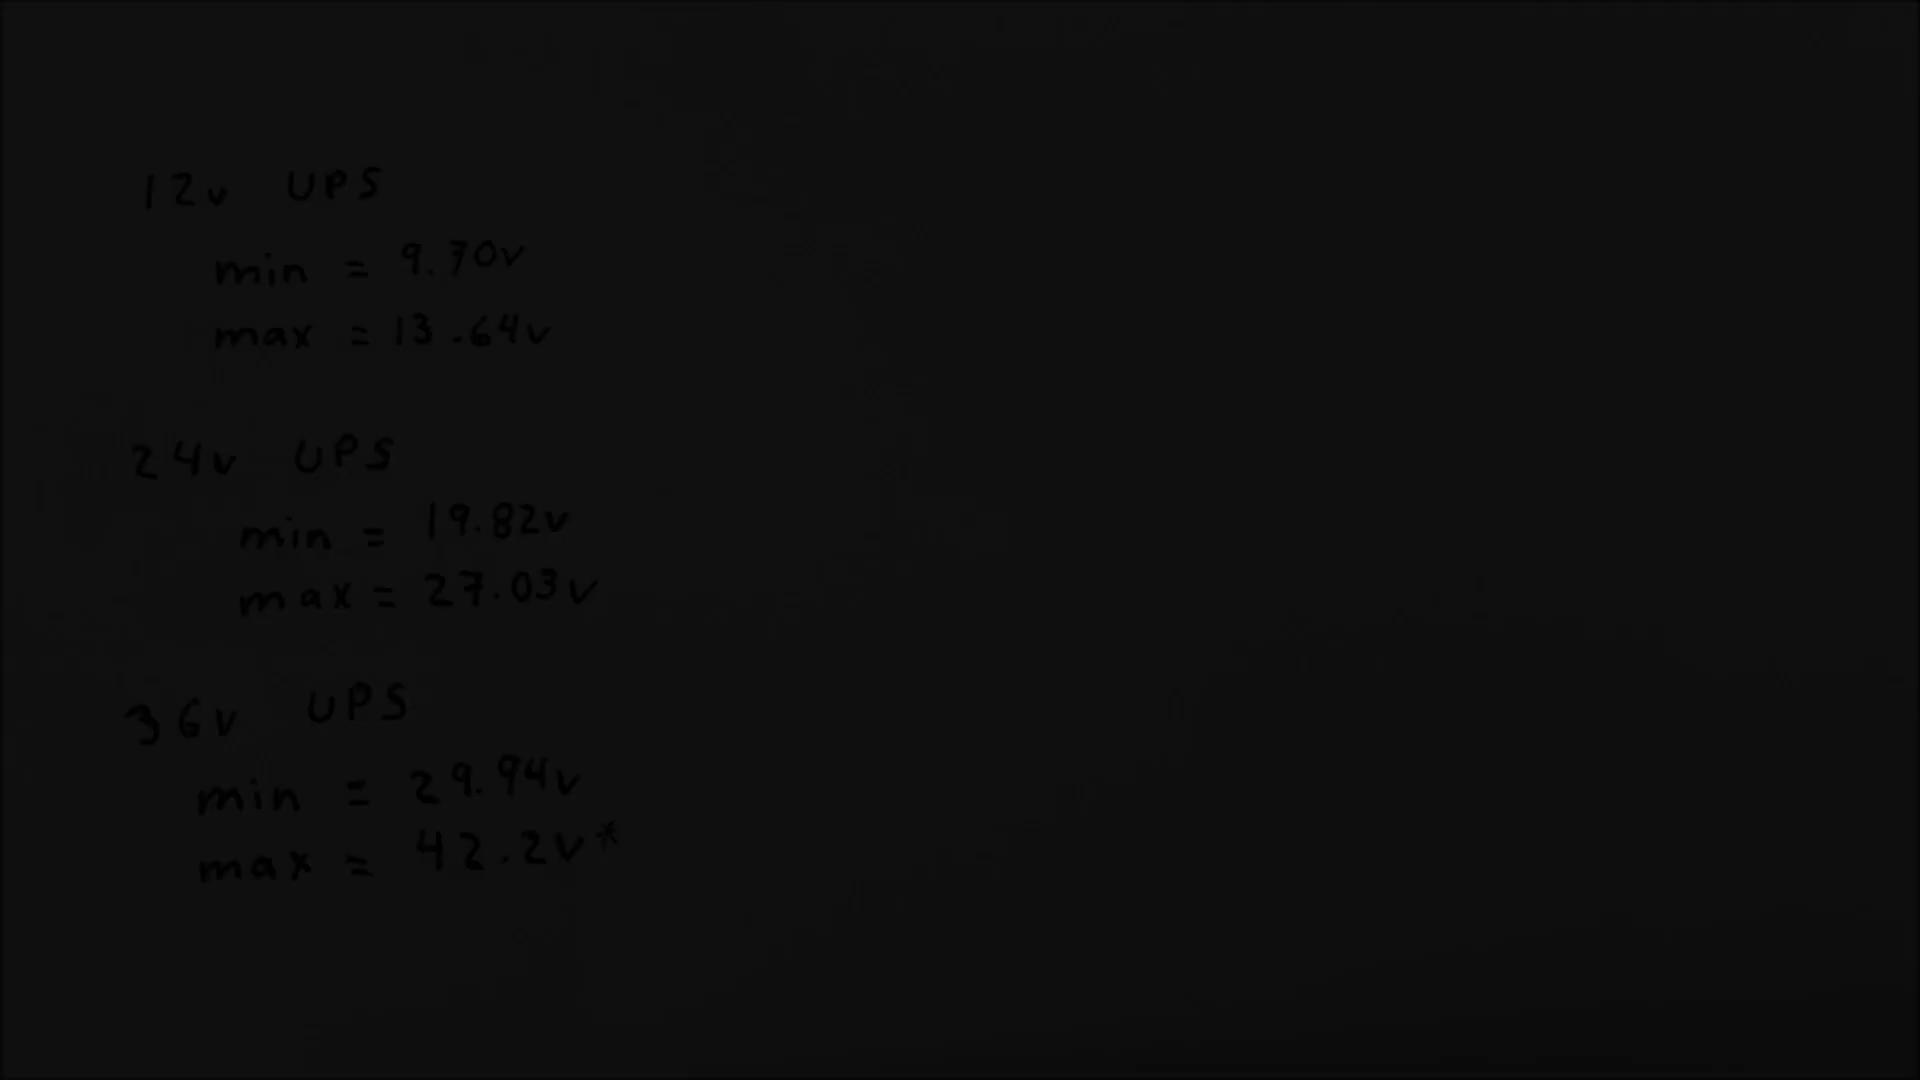 12v UPS
min = 9.70v
max = 13.64v
24v UPS
min = 19.82v
max = 27.03v
36v UPS
min = 29.94v
max = 42.2v*